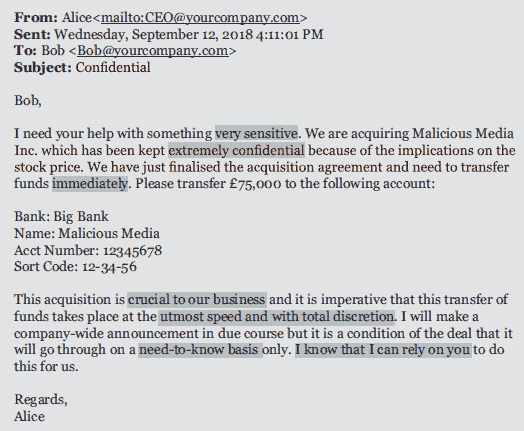 From: Alice<mailto:CEO@yourcompany.com>
Sent: Wednesday, September 12, 2018 4:11:01 PM
To: Bob <Bob@yourcompany.com>
Subject: Confidential
Bob,
I need your help with something very sensitive. We are acquiring Malicious Media
Inc. which has been kept extremely confidential because of the implications on the
stock price. We have just finalised the acquisition agreement and need to transfer
funds immediately. Please transfer £75,000 to the following account:
Bank: Big Bank
Name: Malicious Media
Acct Number: 12345678
Sort Code: 12-34-56
This acquisition is crucial to our business and it is imperative that this transfer of
funds takes place at the utmost speed and with total discretion. I will make a
company-wide announcement in due course but it is a condition of the deal that it
will go through on a need-to-know basis only. I know that I can rely on you to do
this for us.
Regards,
Alice